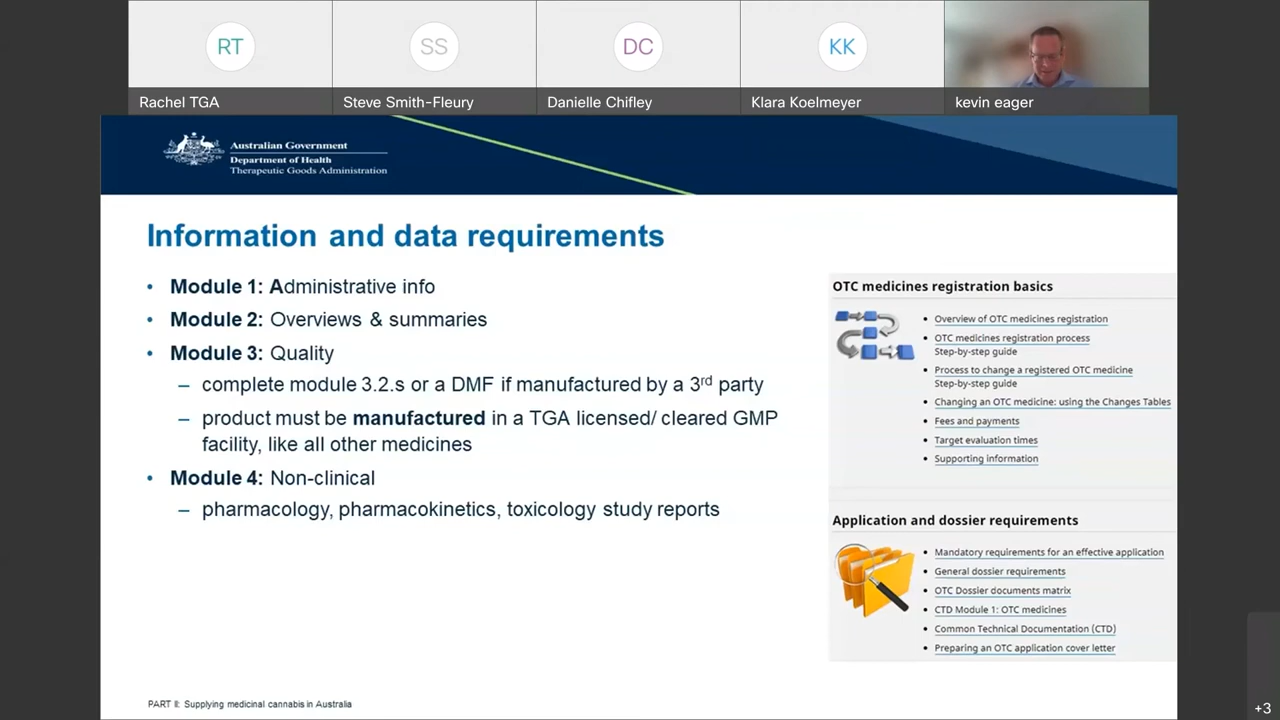 RT
SS
DC
KK
Rachel TGA
Steve Smith-Fleury
Danielle Chifley
Klara Koelmeyer
kevin eager
Australian Government
Department of Health
Therapeutic Goods Administration
Information and data requirements
• Module 1: Administrative info
• Module 2: Overviews & summaries
• Module 3: Quality
– complete module 3.2.s or a DMF if manufactured by a 3rd party
– product must be manufactured in a TGA licensed/ cleared GMP
facility, like all other medicines
• Module 4: Non-clinical
– pharmacology, pharmacokinetics, toxicology study reports
OTC medicines registration basics
• Overview of OTC medicines registration
• OTC medicines registration process
Step-by-step guide
• Process to change a registered OTC medicine
Step-by-step guide
• Changing an OTC medicine: using the Changes Tables
• Fees and payments
• Target evaluation times
• Supporting information
Application and dossier requirements
• Mandatory requirements for an effective application
• General dossier requirements
• OTC Dossier documents matrix
• CTD Module 1: OTC medicines
• Common Technical Documentation (CTD)
• Preparing an OTC application cover letter
PART II: Supplying medicinal cannabis in Australia
+3